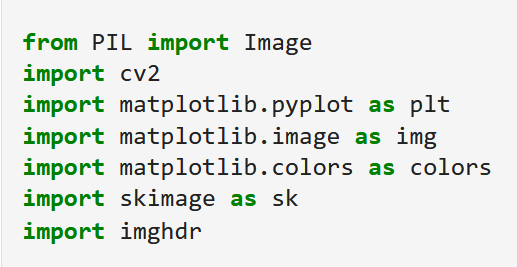 from PIL import Image
import cv2
import matplotlib.pyplot as plt
import matplotlib.image as img
import matplotlib.colors as colors
import skimage as sk
import imghdr